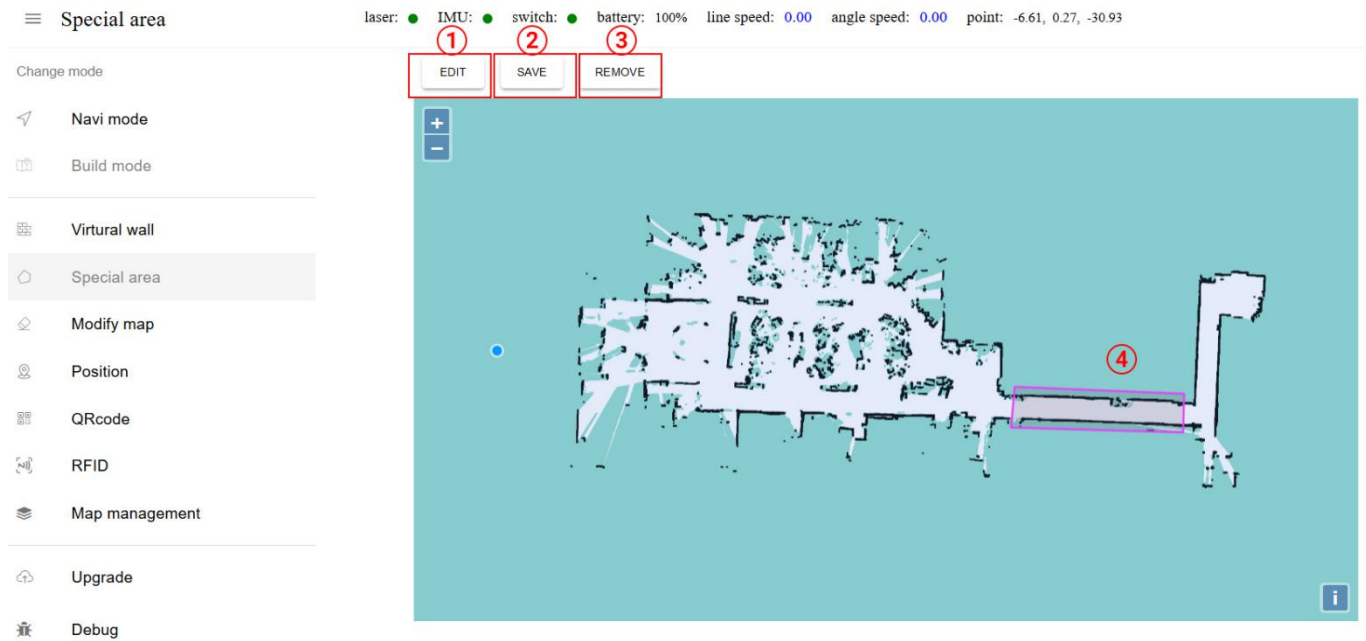 Special area
laser: IMU: switch: battery: 100% line speed: 0.00 angle speed: 0.00 point: -6.61, 0.27, -30.93
① ② ③
Change mode
EDIT SAVE REMOVE
Navi mode
+
−
Build mode
Virtural wall
Special area
Modify map
Position
④
QRcode
RFID
Map management
Upgrade
i
Debug